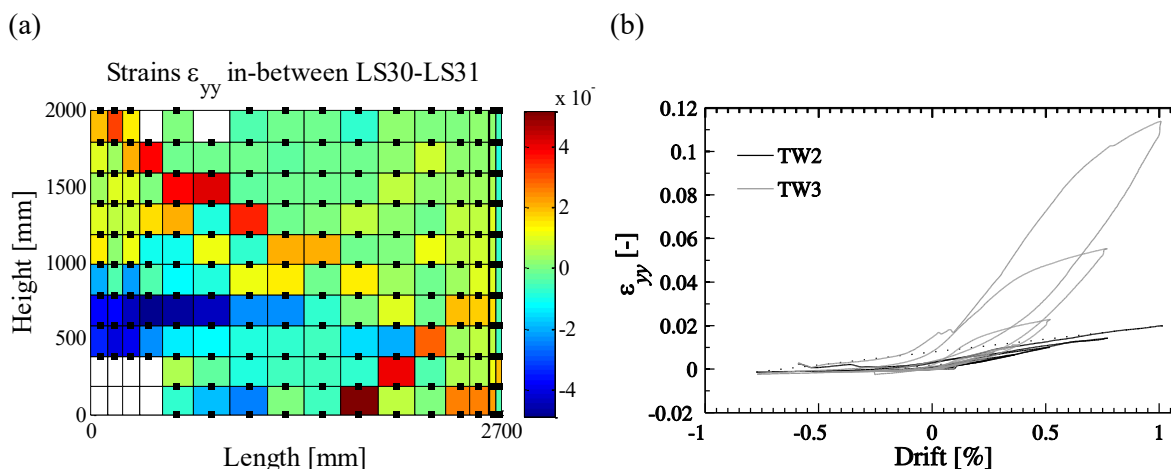 (a)
(b)
Strains εyy in-between LS30-LS31
2000
1500
1000
500
0
Height [mm]
0
2700
Length [mm]
x 10-
4
2
0
-2
-4
0.12
0.1
0.08
0.06
0.04
0.02
0
-0.02
εyy [-]
TW2
TW3
-1
-0.5
0
0.5
1
Drift [%]